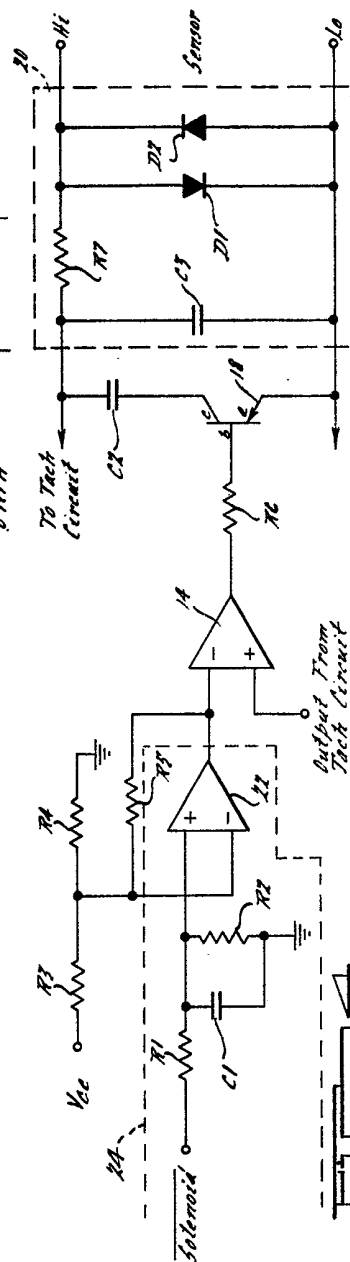 20
Hi
Sensor
Lo
R7
D2
D1
C3
To Tach
Circuit
C2
c
b
e
18
R6
14
-
+
Output From
Tach Circuit
R4
R3
Vcc
R5
22
+
-
24
R1
R2
C1
Solenoid